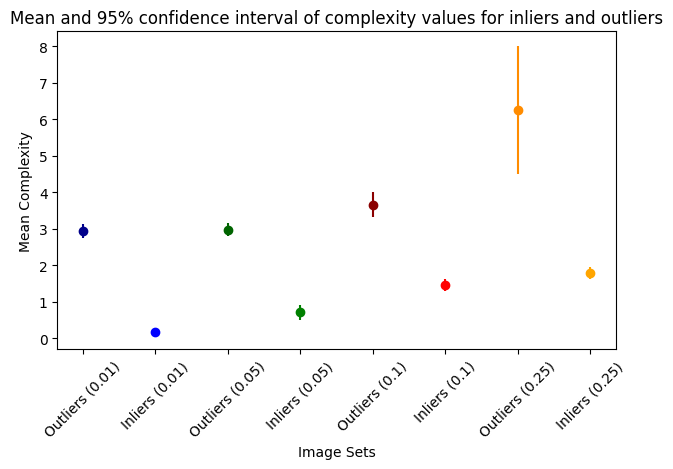 Mean and 95% confidence interval of complexity values for inliers and outliers
Mean Complexity
8
7
6
5
4
3
2
1
0
Outliers (0.01)
Inliers (0.01)
Outliers (0.05)
Inliers (0.05)
Outliers (0.1)
Inliers (0.1)
Outliers (0.25)
Inliers (0.25)
Image Sets